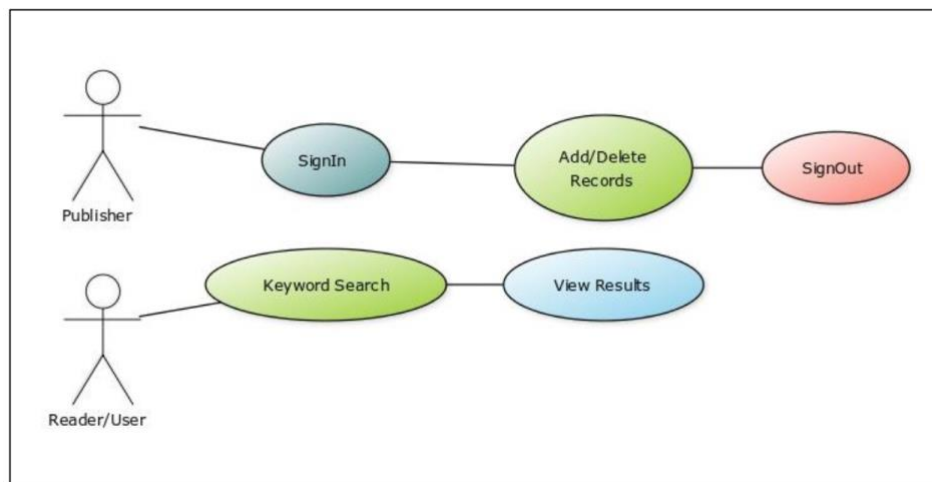 SignIn
Add/Delete
Records
SignOut
Publisher
Keyword Search
View Results
Reader/User